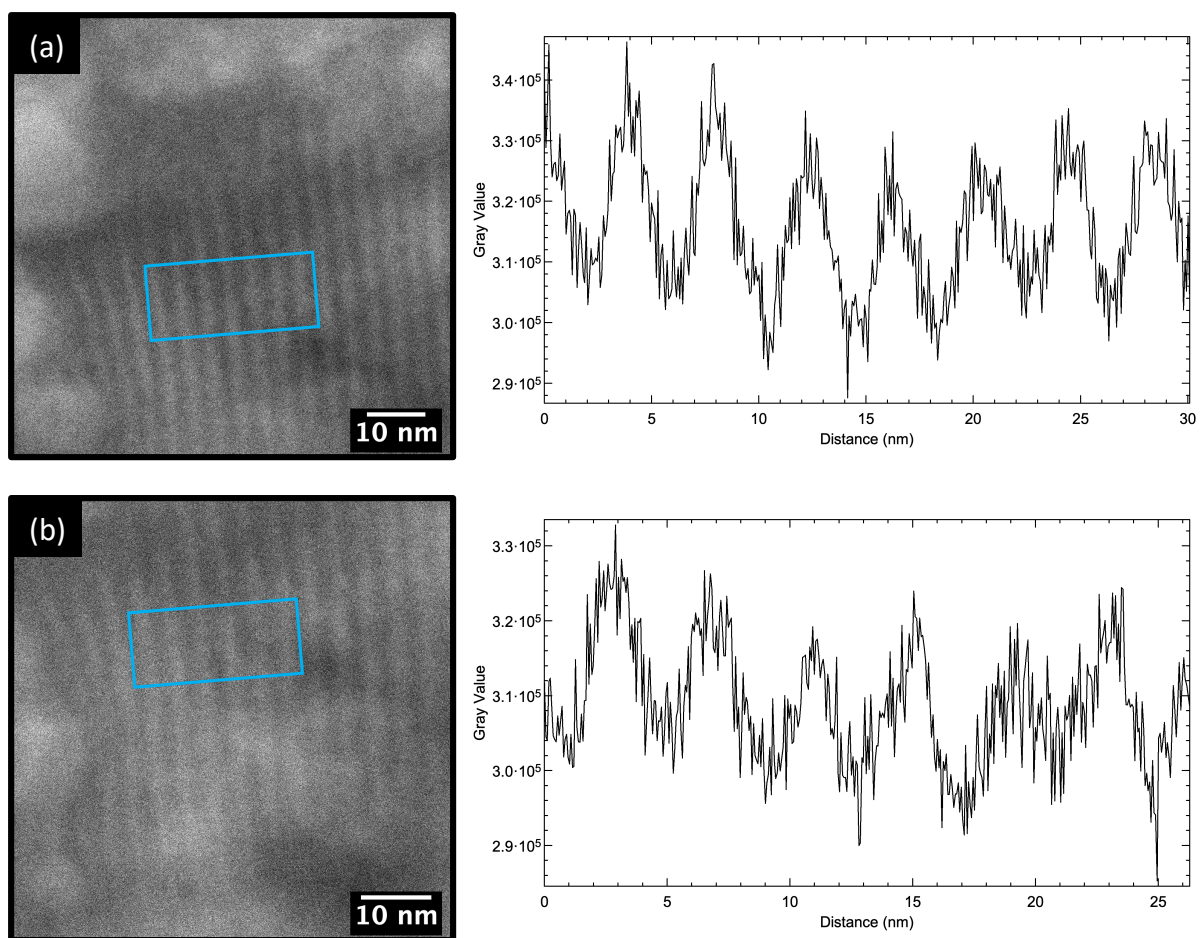 (a)
10 nm
3.4·10⁵
3.3·10⁵
3.2·10⁵
3.1·10⁵
3.0·10⁵
2.9·10⁵
Gray Value
0 5 10 15 20 25 30
Distance (nm)
(b)
10 nm
3.3·10⁵
3.2·10⁵
3.1·10⁵
3.0·10⁵
2.9·10⁵
Gray Value
0 5 10 15 20 25
Distance (nm)